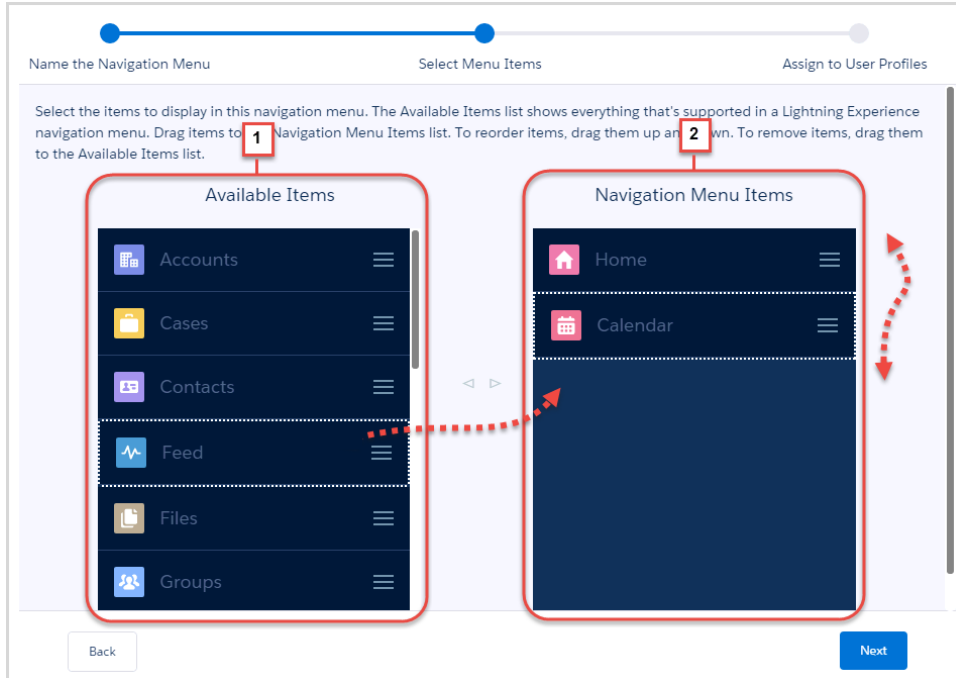 Name the Navigation Menu
Select Menu Items
Assign to User Profiles
Select the items to display in this navigation menu. The Available Items list shows everything that's supported in a Lightning Experience
navigation menu. Drag items to Navigation Menu Items list. To reorder items, drag them up an wn. To remove items, drag them
to the Available Items list.
1
2
Available Items
Accounts
Cases
Contacts
Feed
Files
Groups
Navigation Menu Items
Home
Calendar
Back
Next